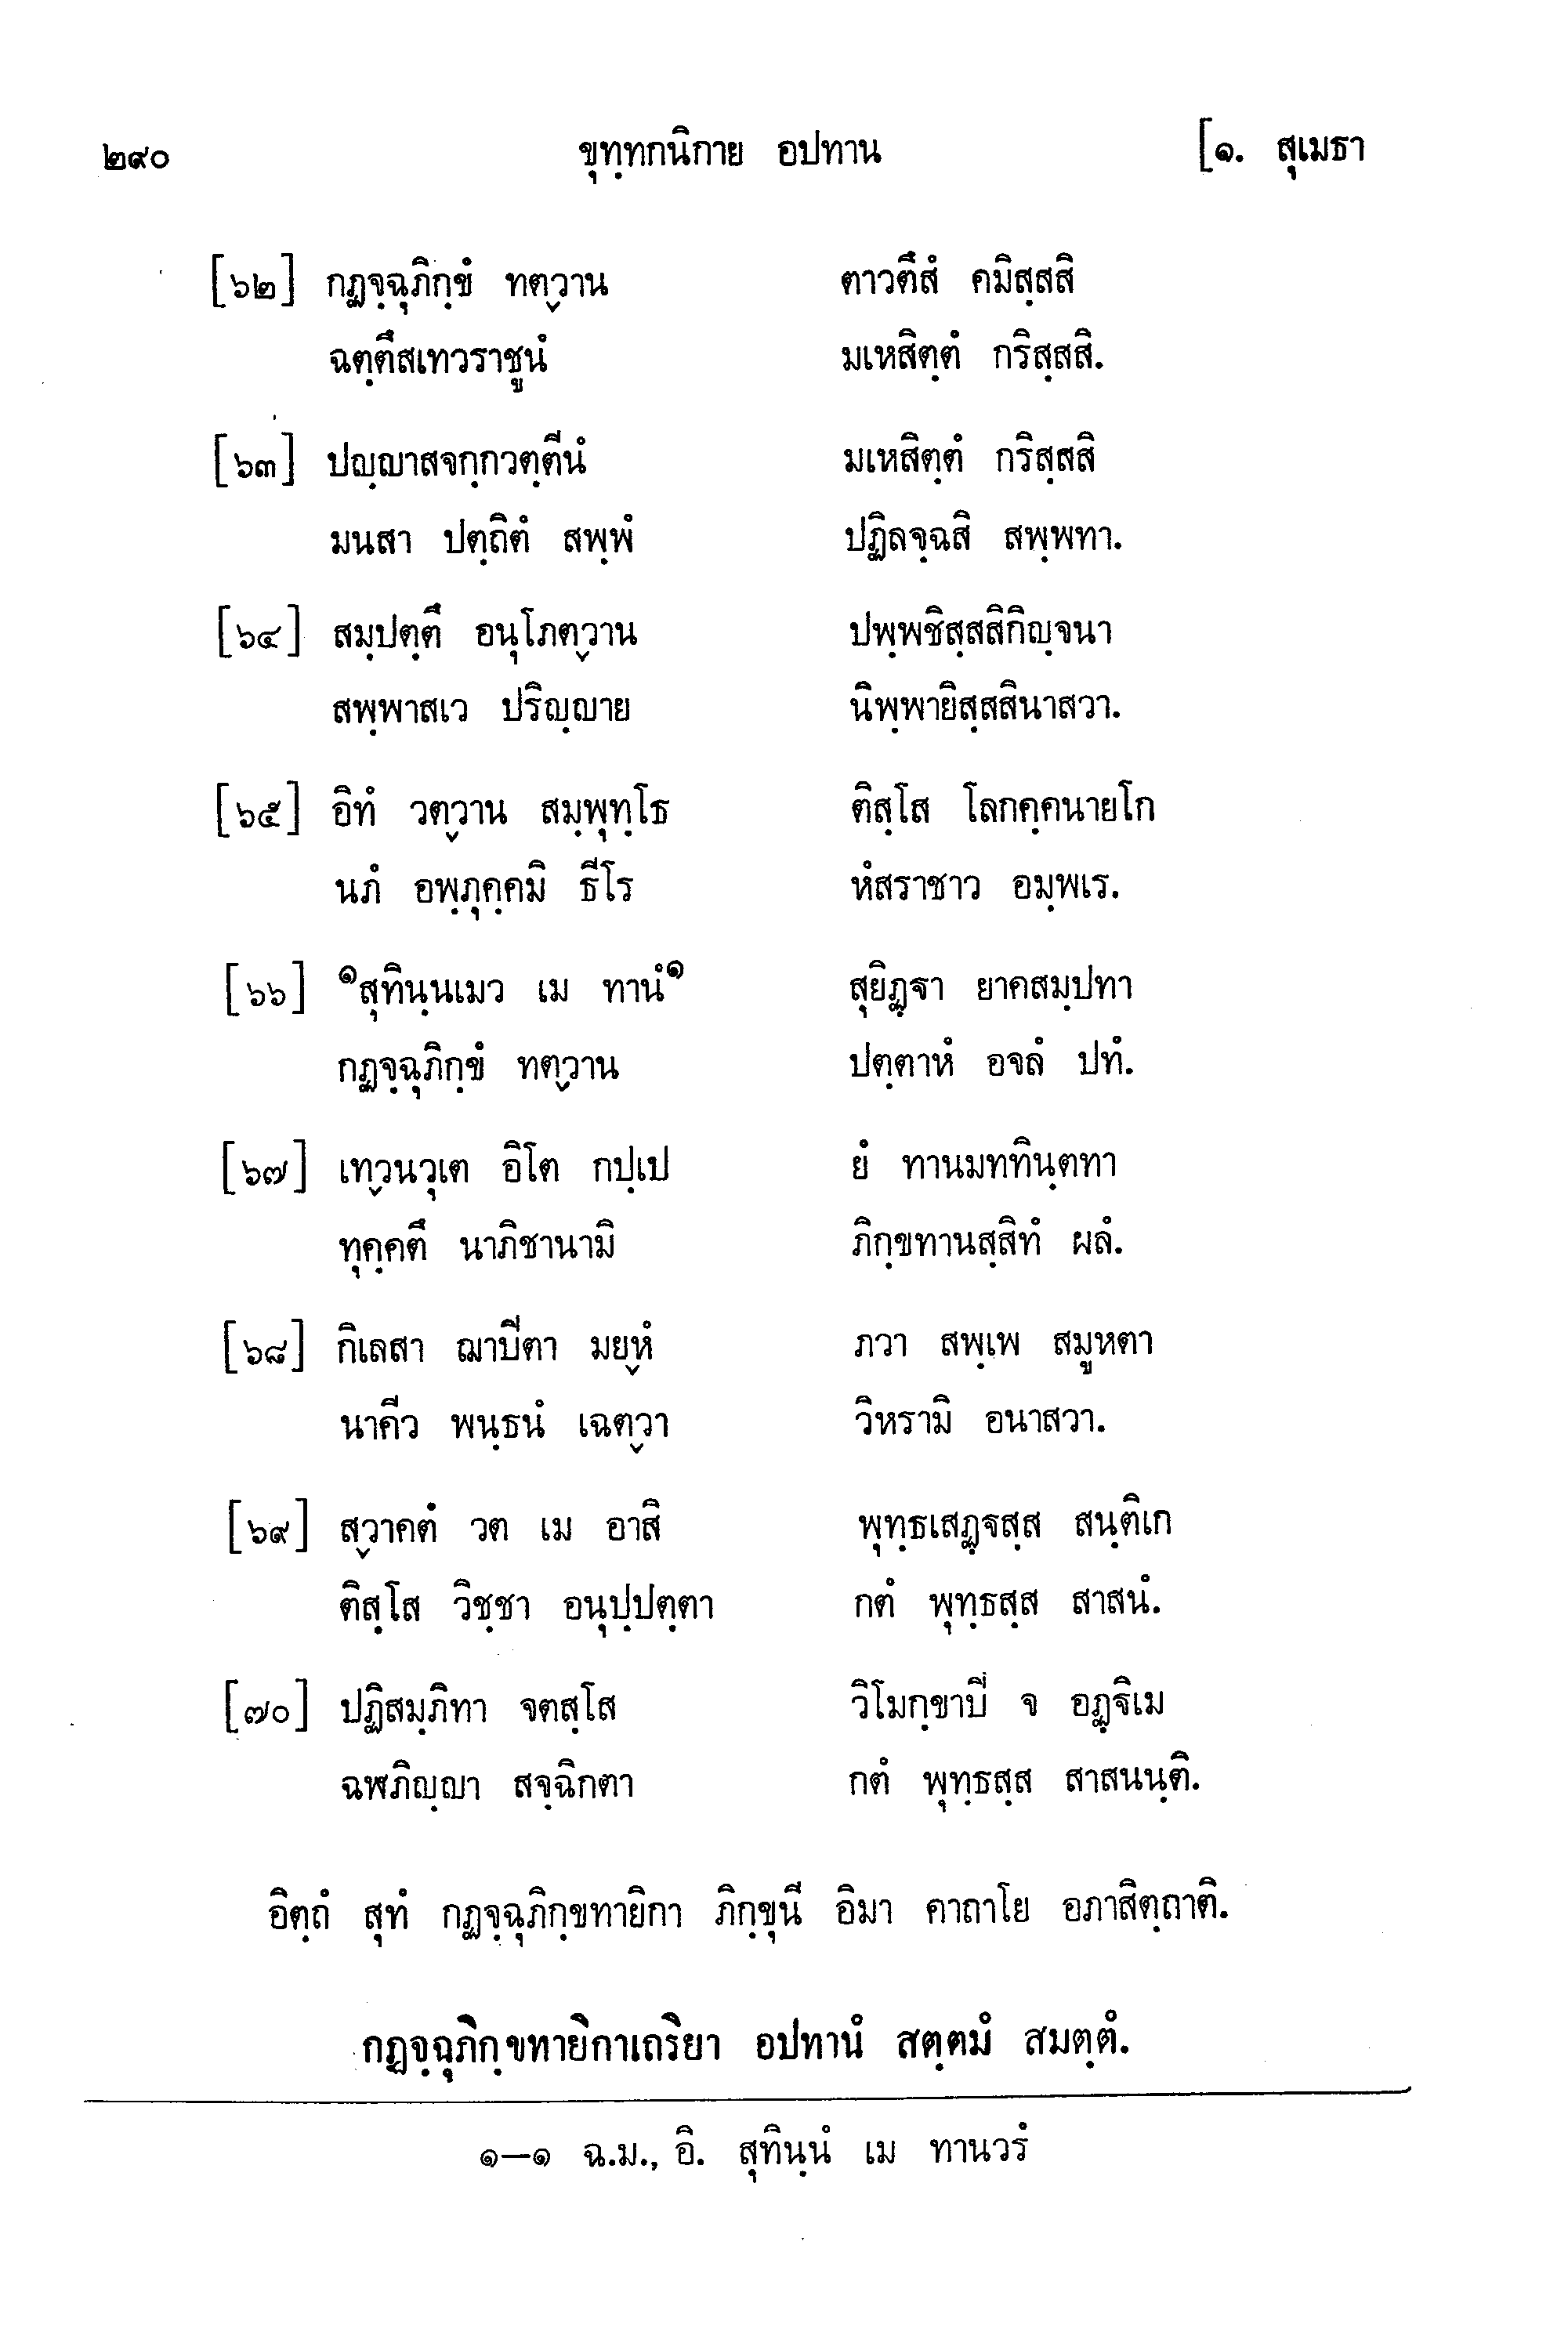 ๒๙๐ ขุทฺทกนิกาย อปทาน [๑. สุเมธา
[๖๒] กฏจฺฉุภิกฺขํ ทตฺวาน ตาวตึสํ คมิสฺสสิ
ฉตฺตึสเทวราชูนํ มเหสิตฺตํ กริสฺสสิ.
[๖๓] ปญฺญาสจกฺกวตฺตีนํ มเหสิตฺตํ กริสฺสสิ
มนสา ปตฺถิตํ สพฺพํ ปฏิลจฺฉสิ สพฺพทา.
[๖๔] สมฺปตฺตึ อนุโภตฺวาน ปพฺพชิสฺสสิกิญฺจนา
สพฺพาสเว ปริญฺญาย นิพฺพายิสฺสสินาสวา.
[๖๕] อิทํ วตฺวาน สมฺพุทฺโธ ติสฺโส โลกคฺคนายโก
นภํ อพฺภุคฺคมิ ธีโร หํสราชาว อมฺพเร.
[๖๖] ๑สุทินฺนเมว เม ทานํ๑ สุยิฏฺฐา ยาคสมฺปทา
กฏจฺฉุภิกฺขํ ทตฺวาน ปตฺตาหํ อจลํ ปทํ.
[๖๗] เทฺวนวุเต อิโต กปฺเป ยํ ทานมททินฺตทา
ทุคฺคตึ นาภิชานามิ ภิกฺขทานสฺสิทํ ผลํ.
[๖๘] กิเลสา ฌาปิตา มยฺหํ ภวา สพฺเพ สมูหตา
นาคีว พนฺธนํ เฉตฺวา วิหรามิ อนาสวา.
[๖๙] สฺวาคตํ วต เม อาสิ พุทฺธเสฏฺฐสฺส สนฺติเก
ติสฺโส วิชฺชา อนุปฺปตฺตา กตํ พุทฺธสฺส สาสนํ.
[๗๐] ปฏิสมฺภิทา จตสฺโส วิโมกฺขาปิ จ อฏฺฐิเม
ฉฬภิญฺญา สจฺฉิกตา กตํ พุทฺธสฺส สาสนนฺติ.
อิตฺถํ สุทํ กฏจฺฉุภิกฺขทายิกา ภิกฺขุนี อิมา คาถาโย อภาสิตฺถาติ.
กฏจฺฉุภิกฺขทายิกาเถริยา อปทานํ สตฺตมํ สมตฺตํ.
๑—๑ ฉ.ม., อิ. สุทินฺนํ เม ทานวรํ